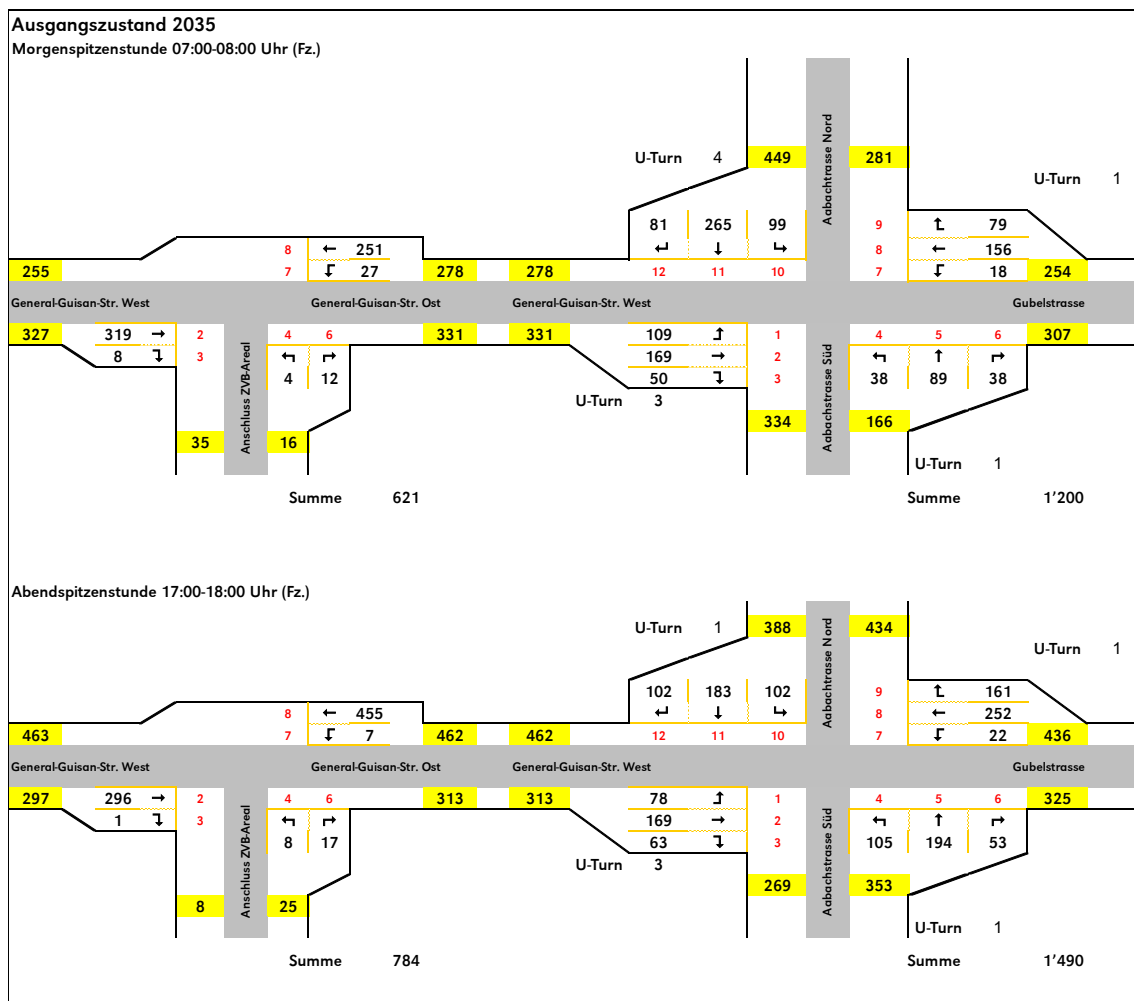 Ausgangszustand 2035
Morgenspitzenstunde 07:00-08:00 Uhr (Fz.)
U-Turn 4 449 Aabachtrasse Nord 281
U-Turn 1
81 265 99 9 79
8 251 8 156
255 7 27 278 278 12 11 10 7 18 254
General-Guisan-Str. West General-Guisan-Str. Ost General-Guisan-Str. West Gubelstrasse
327 319 2 4 6 331 331 109 1 4 5 6 307
8 3 169 2
4 12 50 3 38 89 38
Anschluss ZVB-Areal Aabachstrasse Süd
U-Turn 3
334 166
35 16
U-Turn 1
Summe 621 Summe 1’200
Abendspitzenstunde 17:00-18:00 Uhr (Fz.)
U-Turn 1 388 Aabachtrasse Nord 434
U-Turn 1
102 183 102 9 161
8 455 8 252
463 7 7 462 462 12 11 10 7 22 436
General-Guisan-Str. West General-Guisan-Str. Ost General-Guisan-Str. West Gubelstrasse
297 296 2 4 6 313 313 78 1 4 5 6 325
1 3 169 2
8 17 63 3 105 194 53
Anschluss ZVB-Areal Aabachstrasse Süd
U-Turn 3
269 353
8 25
U-Turn 1
Summe 784 Summe 1’490